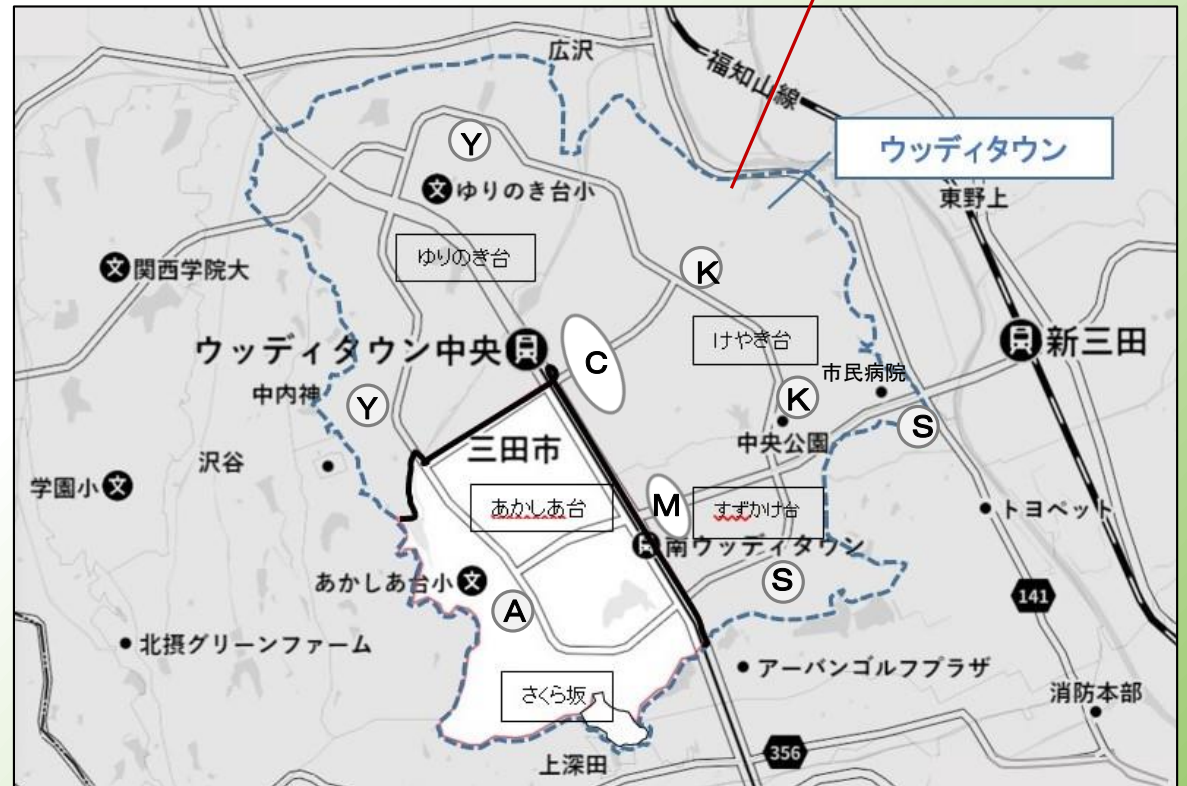 広沢
福知山線
ウッディタウン
Y
文 ゆりのき台小
東野上
ゆりのき台
文 関西学院大
K
ウッディタウン中央
C
けやき台
新三田
市民病院
中内神
Y
K
S
中央公園
三田市
沢谷
学園小 文
あかしあ台
M
すずかけ台
トヨペット
南ウッディタウン
あかしあ台小 文
A
S
141
北摂グリーンファーム
アーバンゴルフプラザ
さくら坂
消防本部
上深田
356